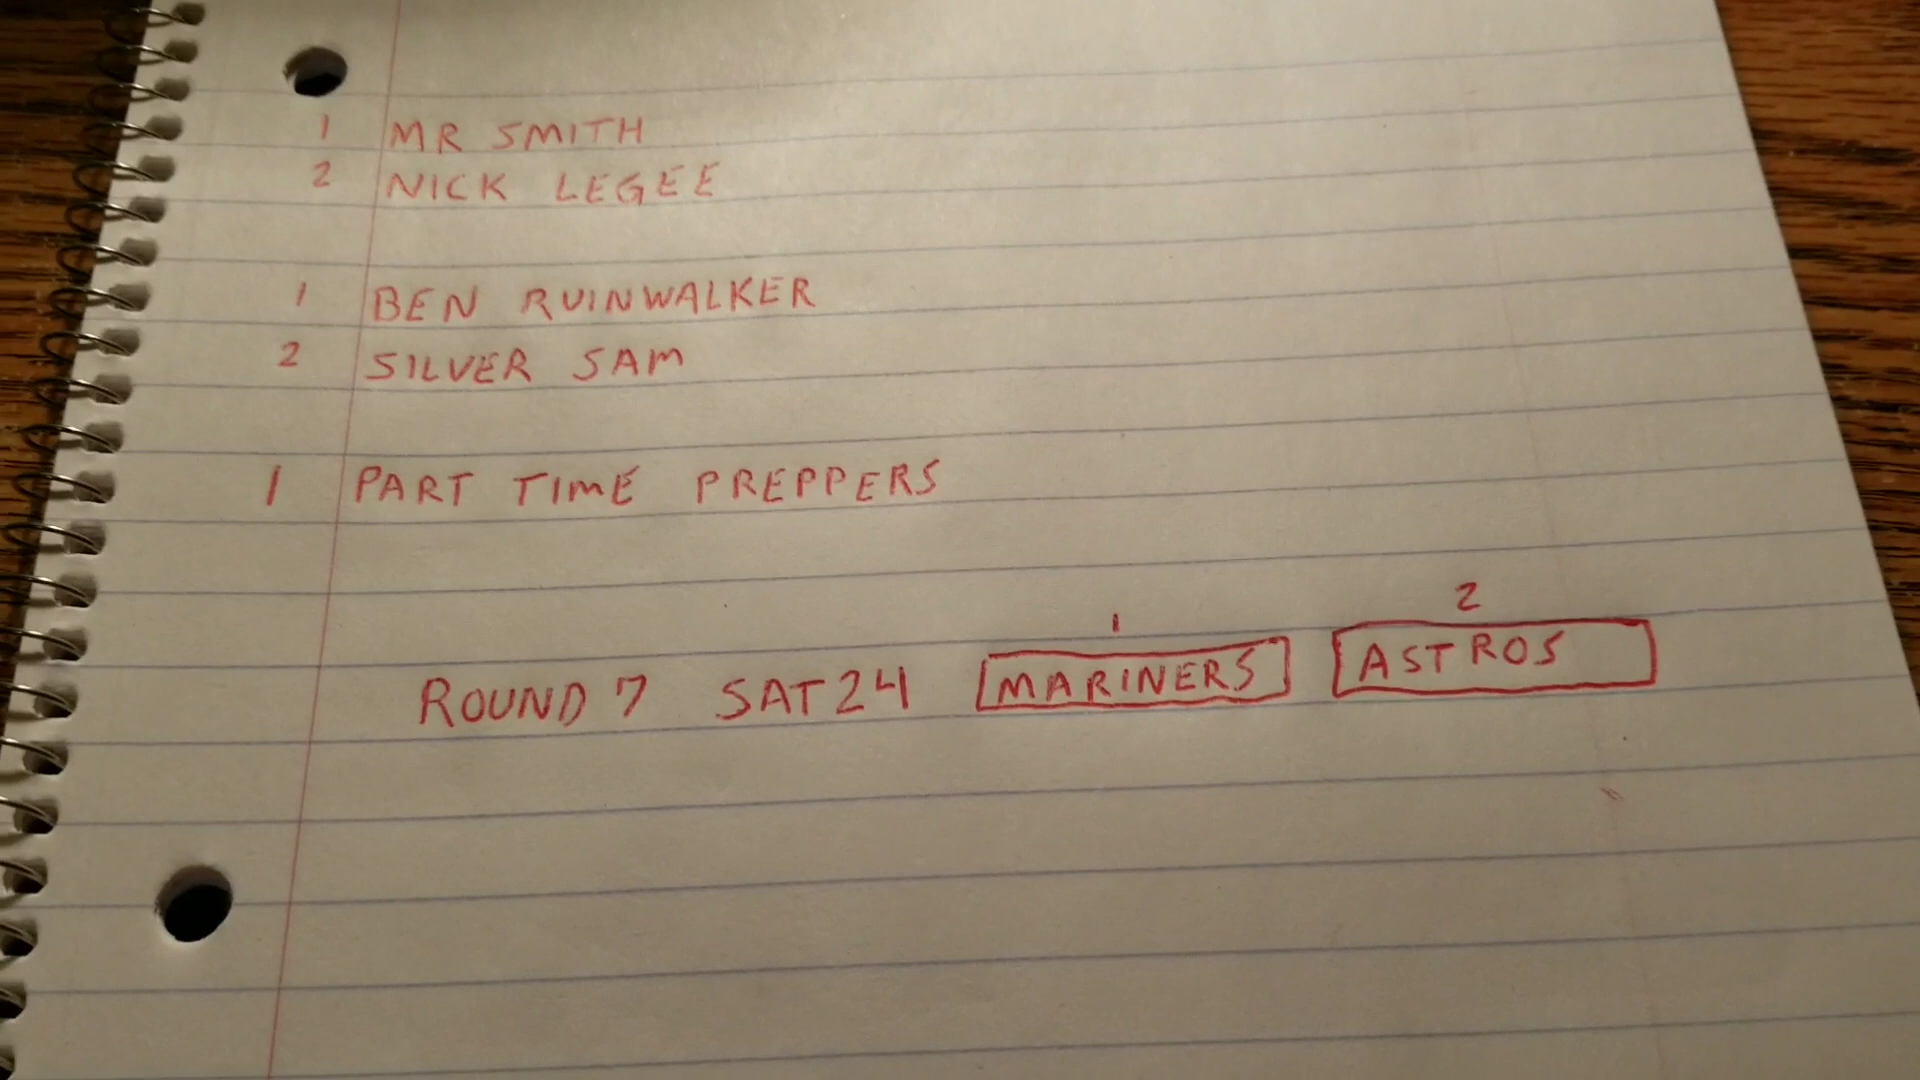 1 MR SMITH
2 NICK LEGEE
1 BEN RUINWALKER
2 SILVER SAM
1 PART TIME PREPPERS
1 2
ROUND 7 SAT 24 MARINERS ASTROS